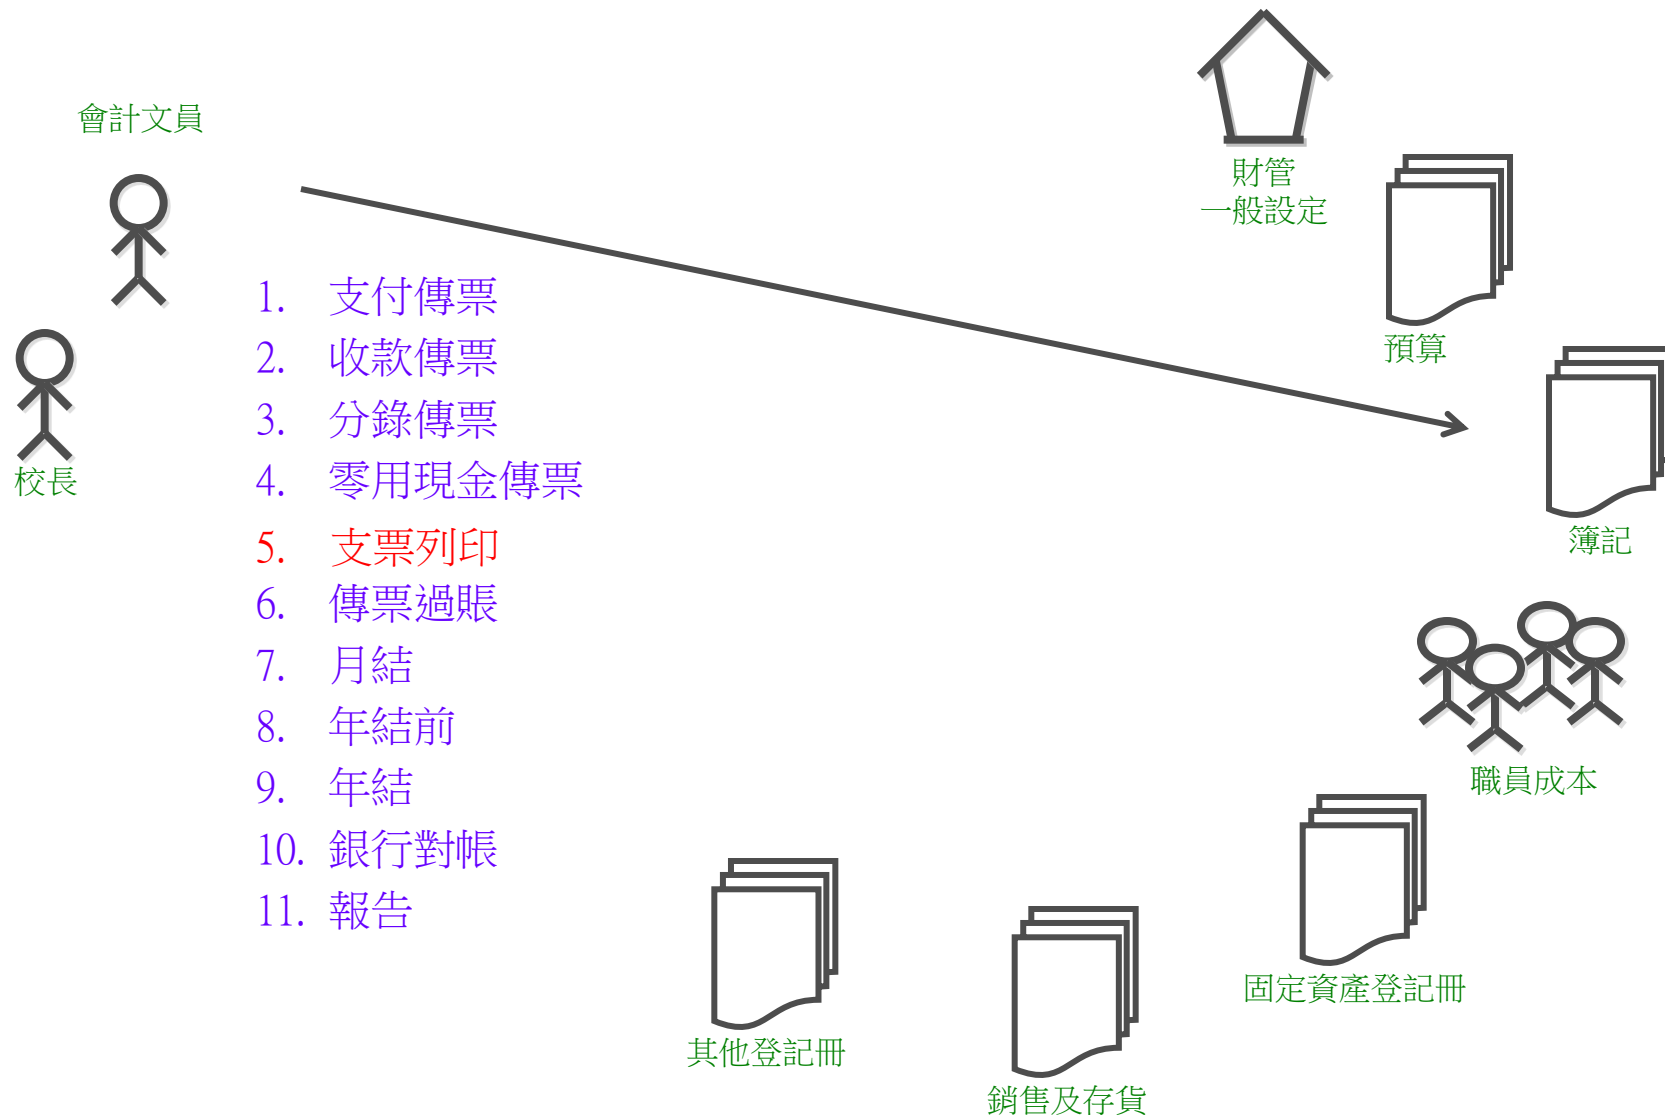 會計文員
校長
1. 支付傳票
2. 收款傳票
3. 分錄傳票
4. 零用現金傳票
5. 支票列印
6. 傳票過賬
7. 月結
8. 年結前
9. 年結
10. 銀行對帳
11. 報告
財管
一般設定
預算
簿記
職員成本
固定資產登記冊
銷售及存貨
其他登記冊